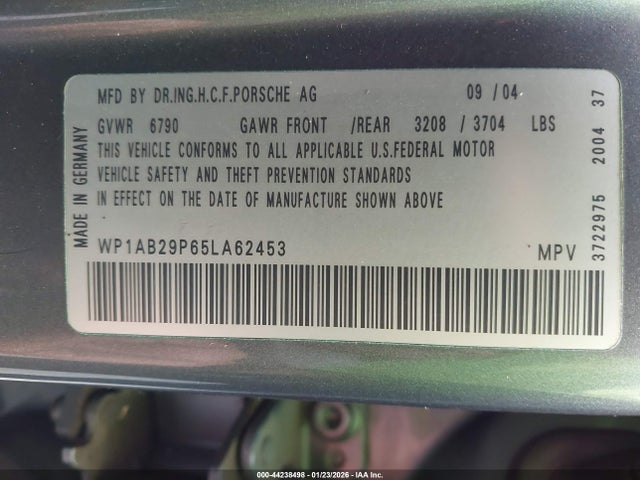 MFD BY DR.ING.H.C.F.PORSCHE AG 09 / 04
GVWR 6790 GAWR FRONT /REAR 3208 / 3704 LBS
THIS VEHICLE CONFORMS TO ALL APPLICABLE U.S.FEDERAL MOTOR
VEHICLE SAFETY AND THEFT PREVENTION STANDARDS
IN EFFECT ON THE DATE OF MANUFACTURE SHOWN ABOVE
WP1AB29P65LA62453 MPV
MADE IN GERMANY
3722975 2004 37
000-44238498 - 01/23/2026 - IAA Inc.